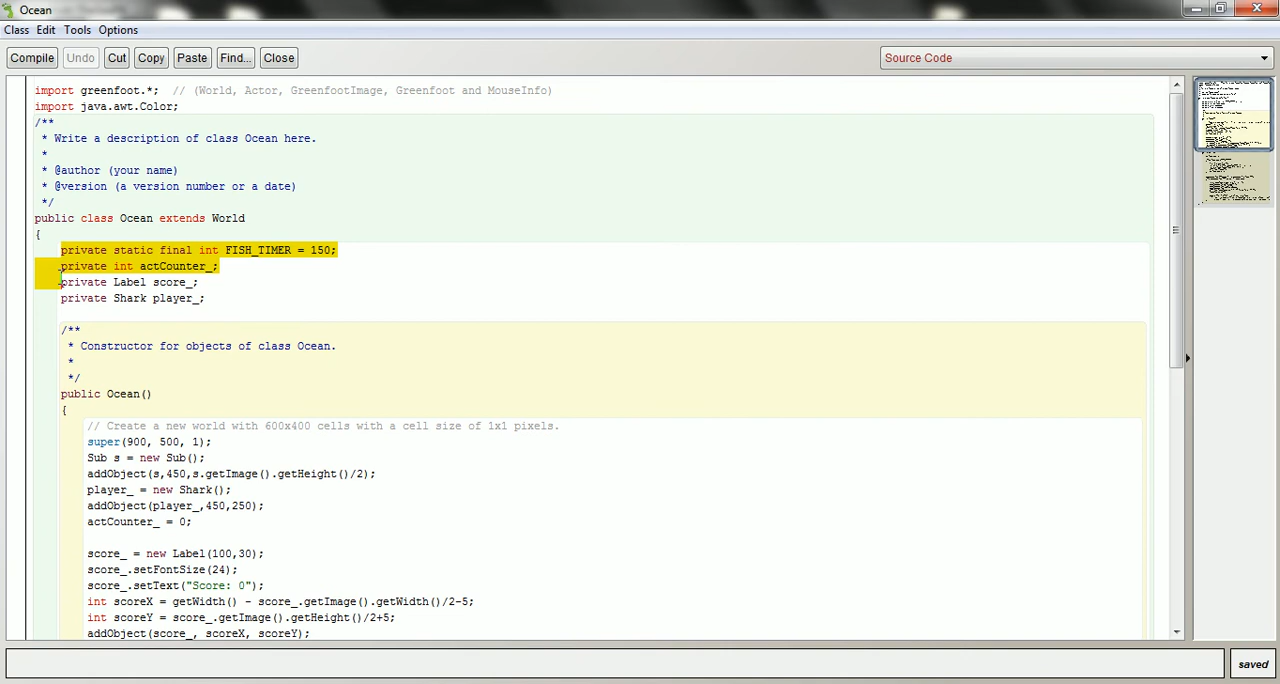 Ocean
Class Edit Tools Options
Compile Undo Cut Copy Paste Find... Close Source Code
import greenfoot.*;  // (World, Actor, GreenfootImage, Greenfoot and MouseInfo)
import java.awt.Color;
/**
 * Write a description of class Ocean here.
 *
 * @author (your name)
 * @version (a version number or a date)
 */
public class Ocean extends World
{
    private static final int FISH_TIMER = 150;
    private int actCounter_;
    private Label score_;
    private Shark player_;
    /**
     * Constructor for objects of class Ocean.
     *
     */
    public Ocean()
    {
        // Create a new world with 600x400 cells with a cell size of 1x1 pixels.
        super(900, 500, 1);
        Sub s = new Sub();
        addObject(s,450,s.getImage().getHeight()/2);
        player_ = new Shark();
        addObject(player_,450,250);
        actCounter_ = 0;
        score_ = new Label(100,30);
        score_.setFontSize(24);
        score_.setText("Score: 0");
        int scoreX = getWidth() - score_.getImage().getWidth()/2-5;
        int scoreY = score_.getImage().getHeight()/2+5;
        addObject(score_, scoreX, scoreY);
saved